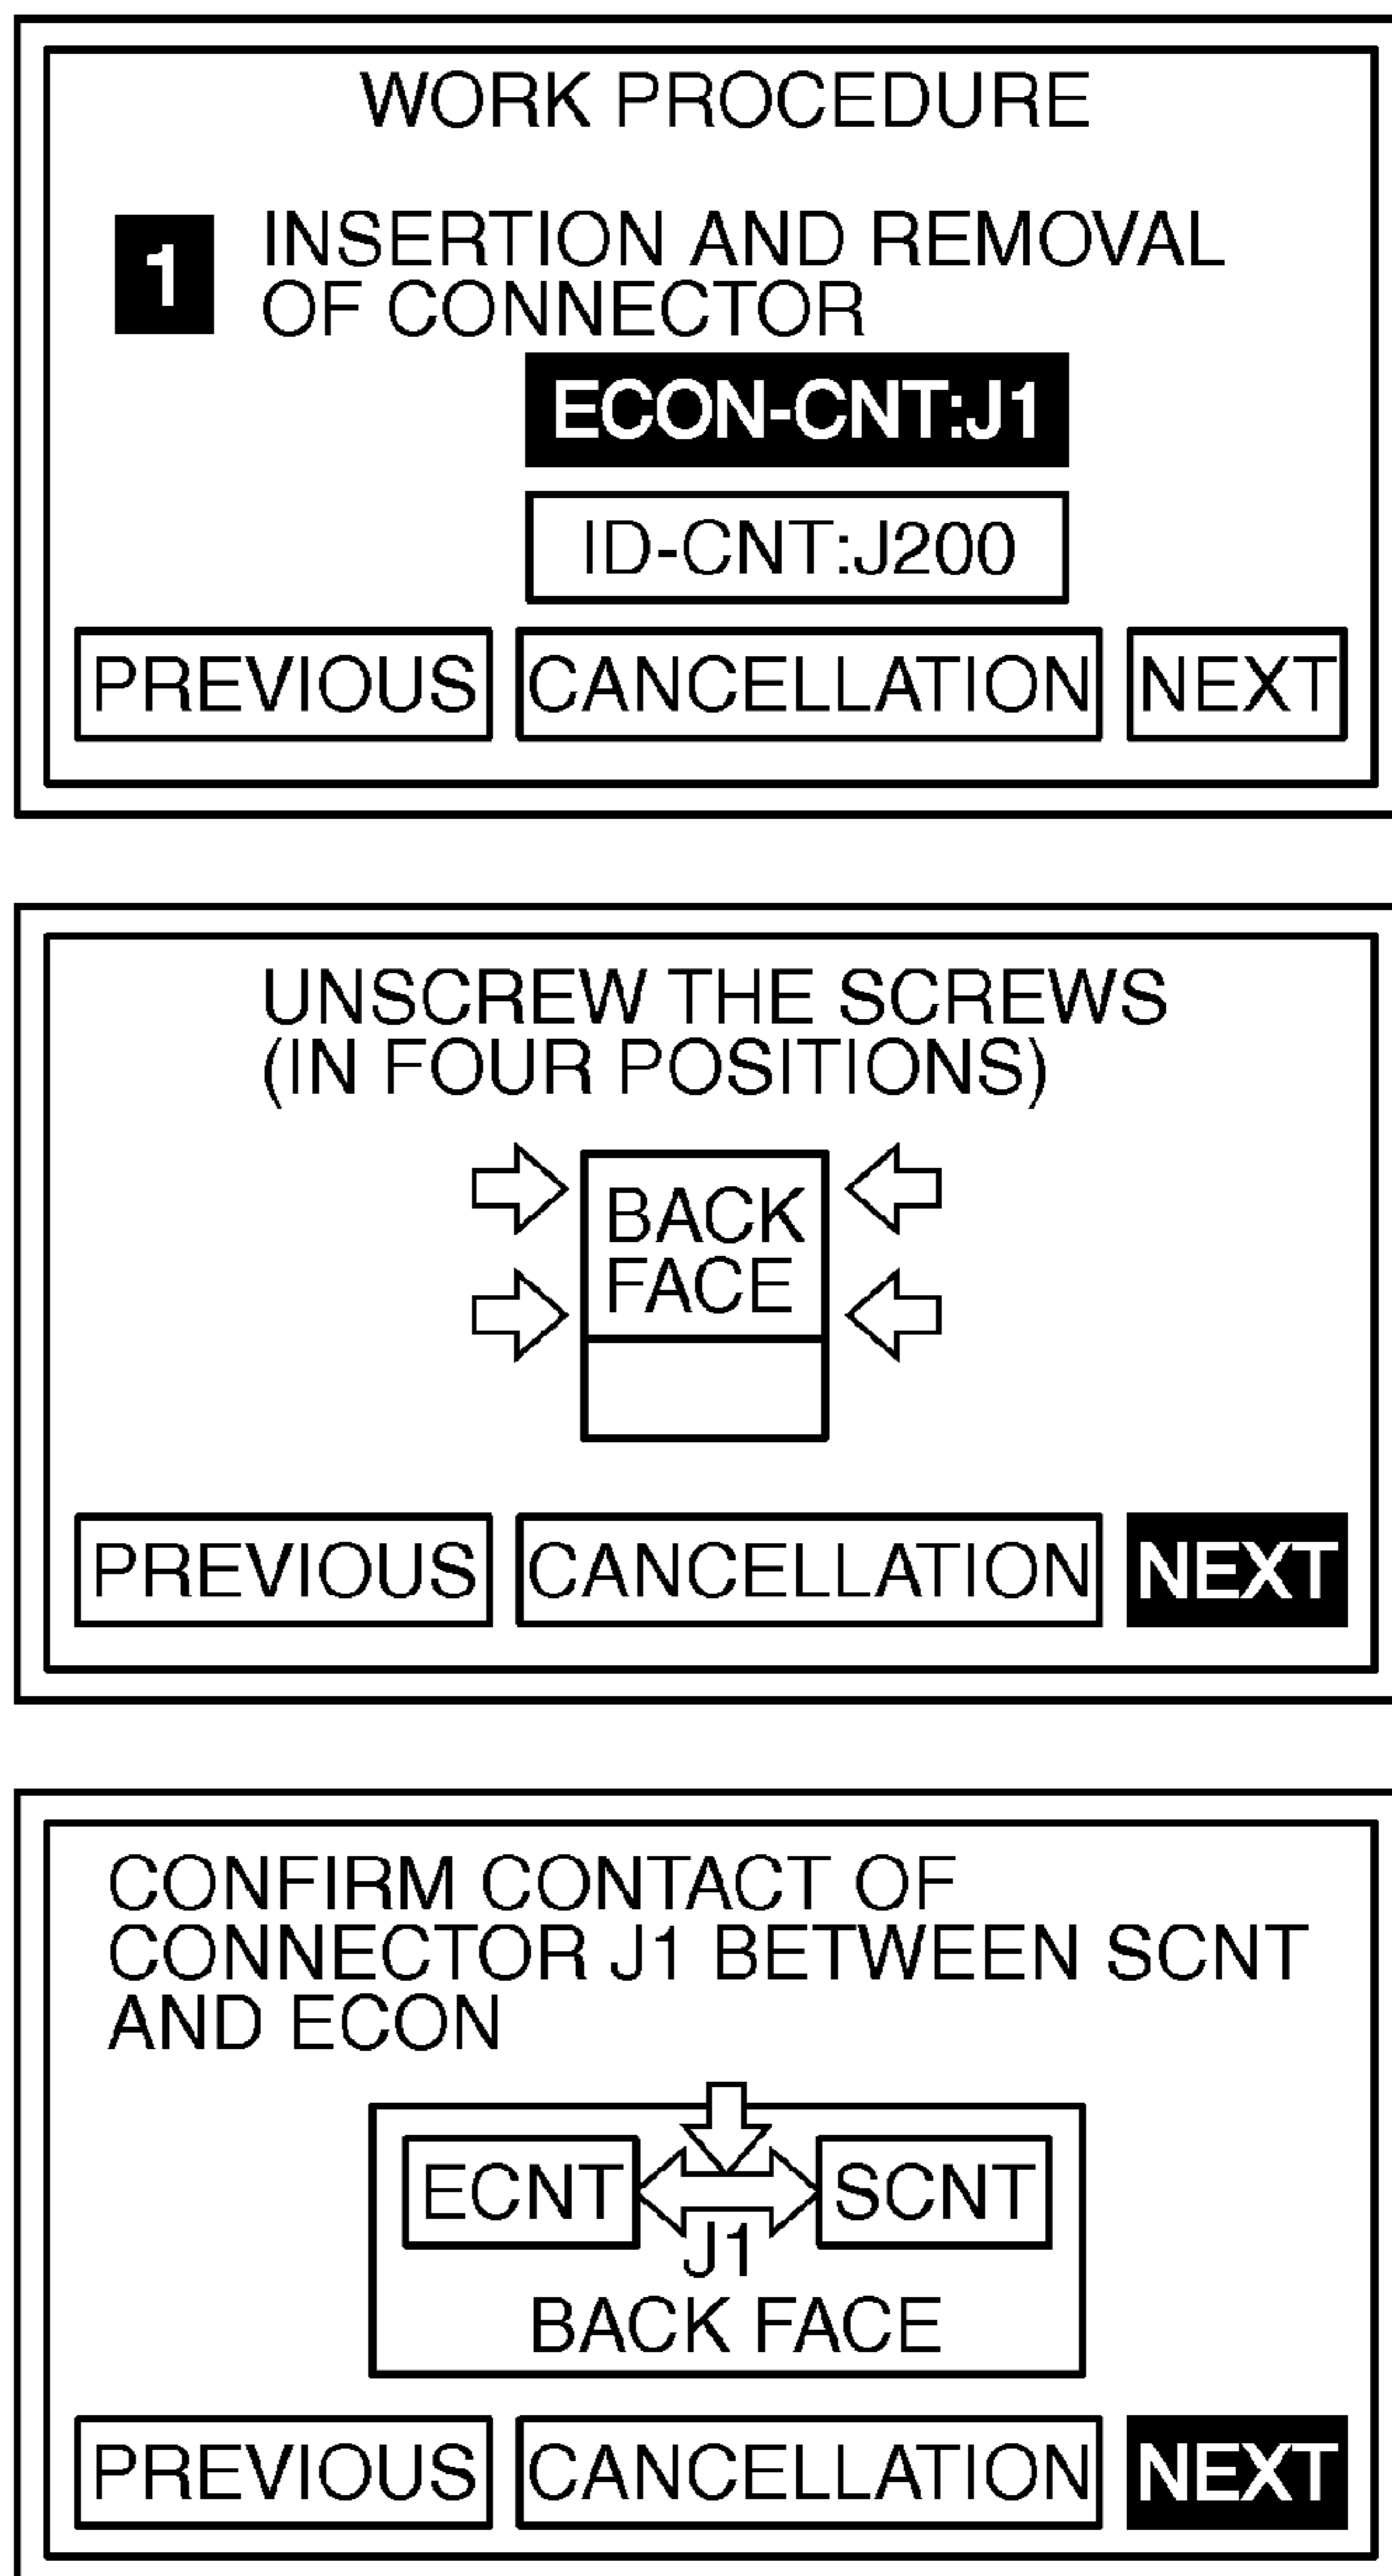 WORK PROCEDURE
1 INSERTION AND REMOVAL
OF CONNECTOR
ECON-CNT:J1
ID-CNT:J200
PREVIOUS CANCELLATION NEXT
UNSCREW THE SCREWS
(IN FOUR POSITIONS)
BACK
FACE
PREVIOUS CANCELLATION NEXT
CONFIRM CONTACT OF
CONNECTOR J1 BETWEEN SCNT
AND ECON
ECNT SCNT
J1
BACK FACE
PREVIOUS CANCELLATION NEXT